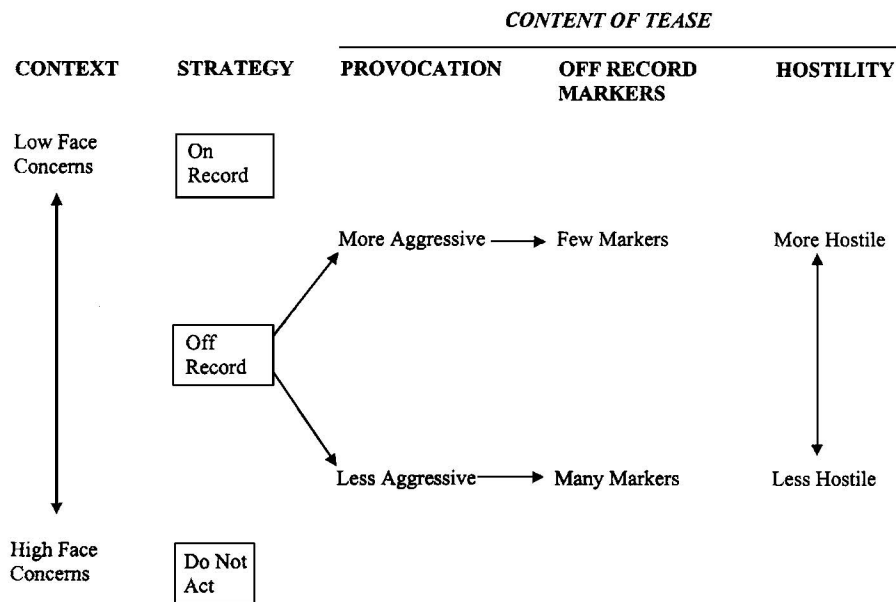 CONTENT OF TEASE
CONTEXT STRATEGY PROVOCATION OFF RECORD MARKERS HOSTILITY
Low Face Concerns
On Record
More Aggressive Few Markers More Hostile
Off Record
Less Aggressive Many Markers Less Hostile
High Face Concerns
Do Not Act